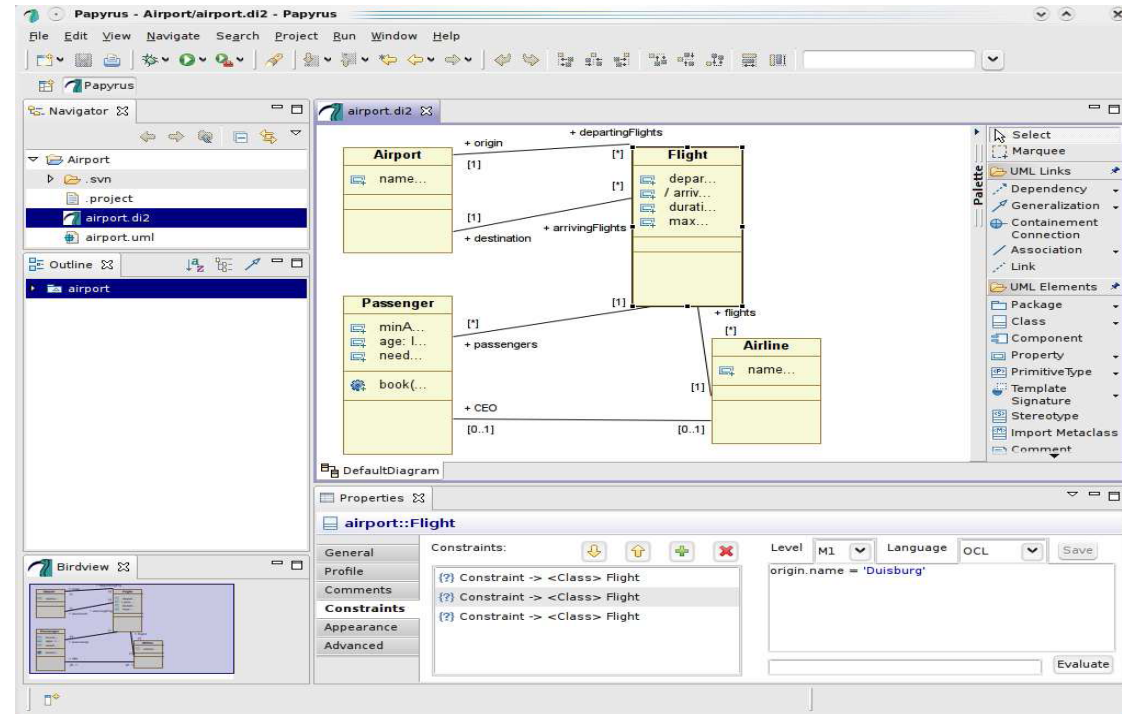 Papyrus - Airport/airport.di2 - Papyrus
File Edit View Navigate Search Project Run Window Help
Papyrus
Navigator
Airport
.svn
.project
airport.di2
airport.uml
Outline
airport
Birdview
airport.di2
+ departingFlights
+ origin
[1]
[*]
Airport
name...
Flight
depar...
/ arriv...
durati...
max...
[*]
[1]
+ destination
+ arrivingFlights
Passenger
minA...
age: I...
need...
book(...
[*]
+ passengers
[1]
+ flights
[*]
Airline
name...
[1]
+ CEO
[0..1]
[0..1]
DefaultDiagram
Palette
Select
Marquee
UML Links
Dependency
Generalization
Containement
Connection
Association
Link
UML Elements
Package
Class
Component
Property
PrimitiveType
Template
Signature
Stereotype
Import Metaclass
Comment
Properties
airport::Flight
General
Profile
Comments
Constraints
Appearance
Advanced
Constraints:
{?} Constraint -> <Class> Flight
{?} Constraint -> <Class> Flight
{?} Constraint -> <Class> Flight
Level M1 Language OCL Save
origin.name = 'Duisburg'
Evaluate